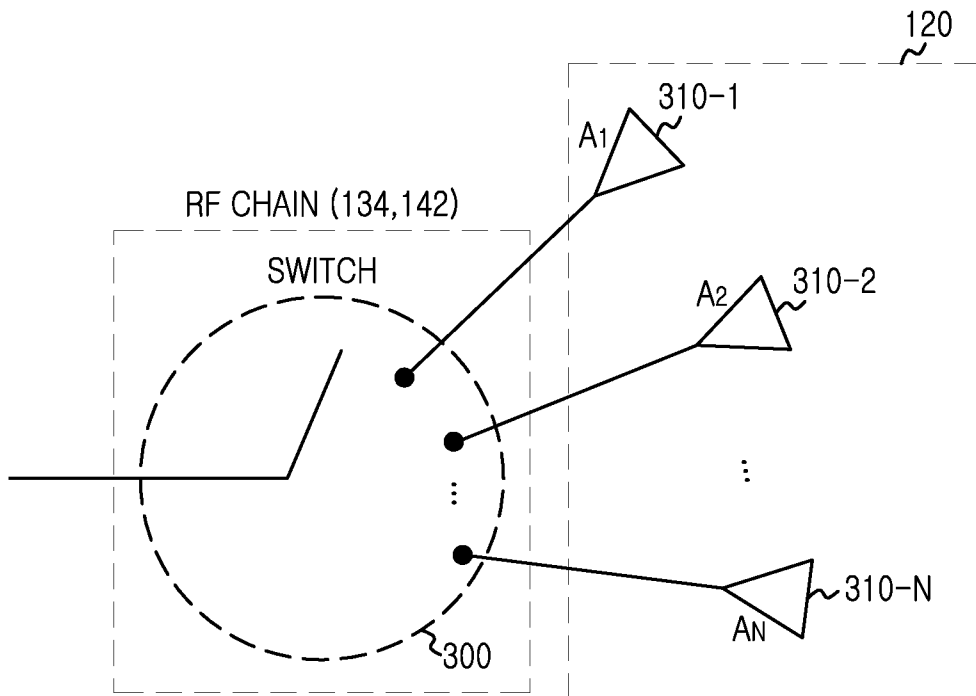 120
310-1
A1
RF CHAIN (134,142)
SWITCH
310-2
A2
310-N
AN
300